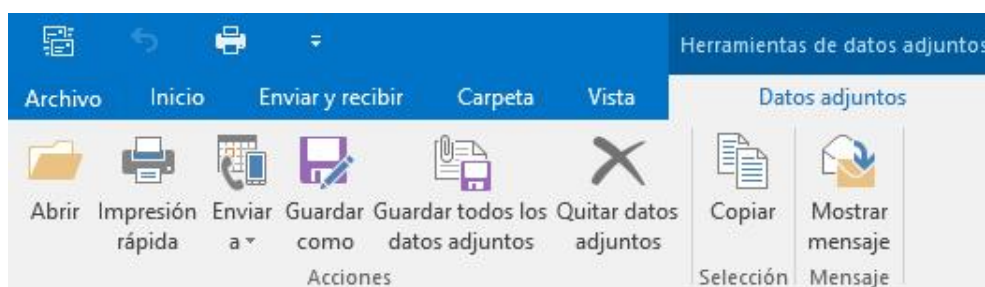 Herramientas de datos adjuntos
Archivo Inicio Enviar y recibir Carpeta Vista Datos adjuntos
Abrir Impresión Enviar Guardar Guardar todos los Quitar datos Copiar Mostrar
rápida a como datos adjuntos adjuntos mensaje
Acciones Selección Mensaje